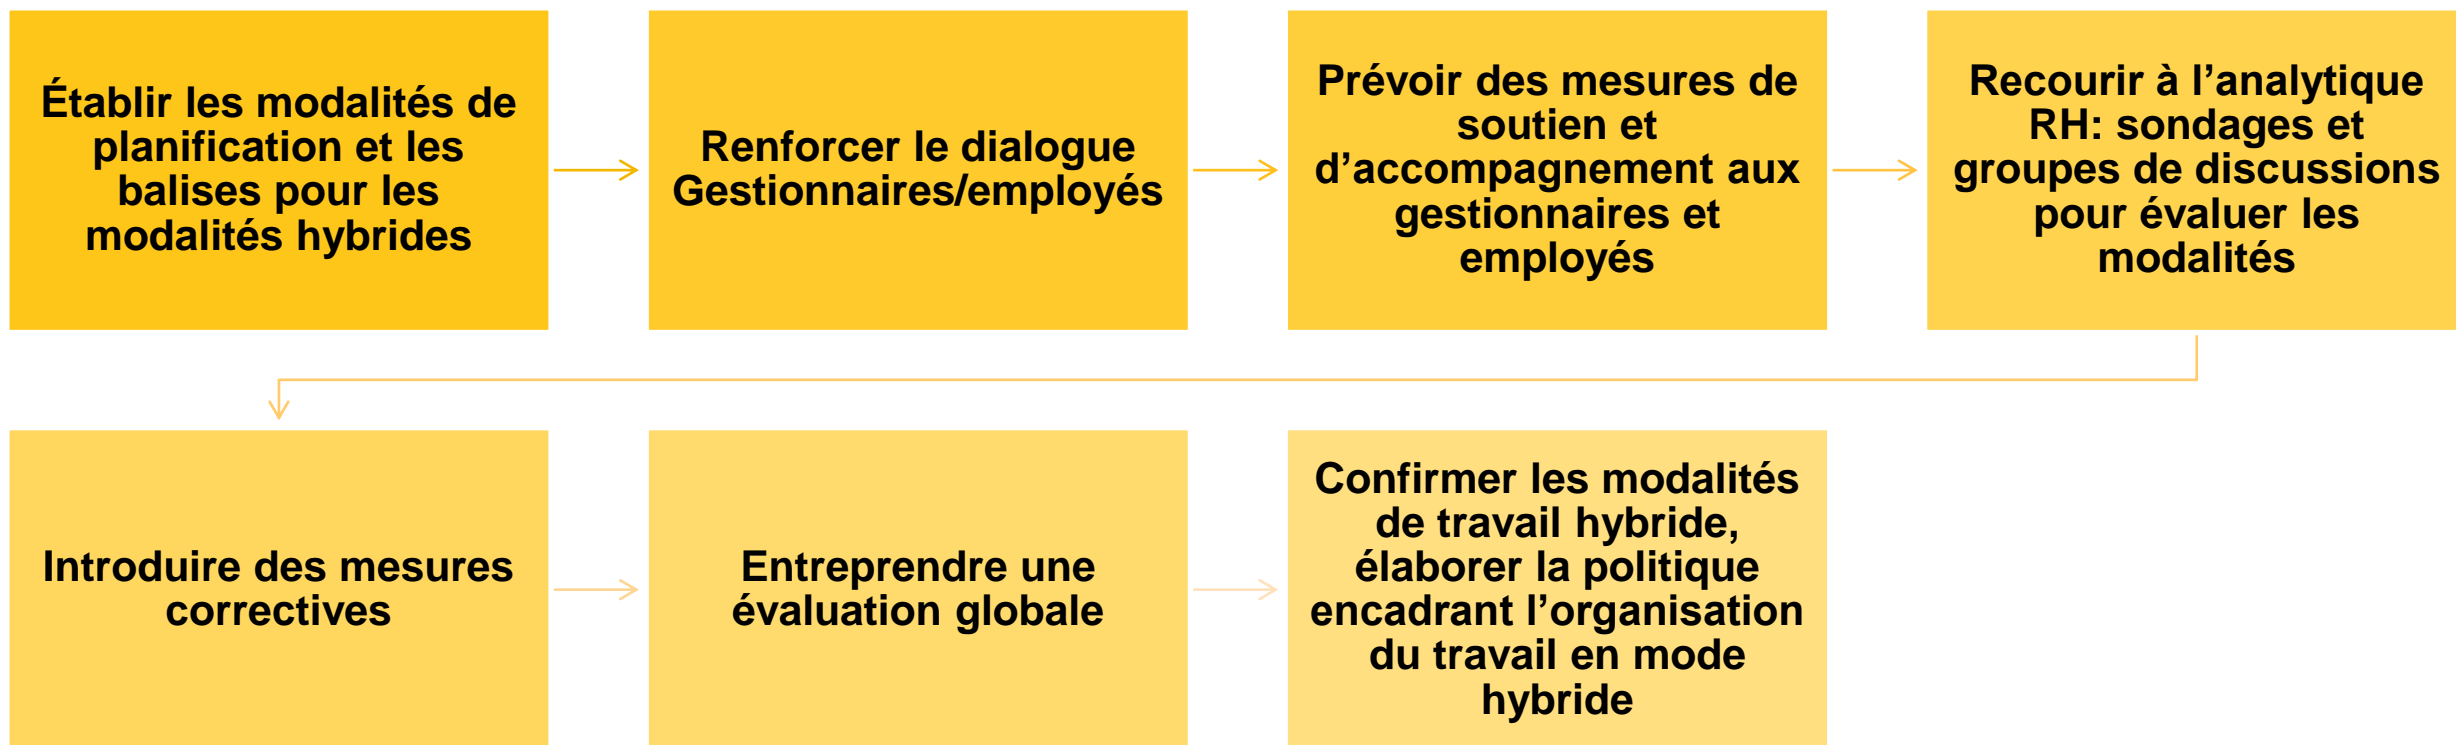 Établir les modalités de
planification et les
balises pour les
modalités hybrides
Renforcer le dialogue
Gestionnaires/employés
Prévoir des mesures de
soutien et
d’accompagnement aux
gestionnaires et
employés
Recourir à l’analytique
RH: sondages et
groupes de discussions
pour évaluer les
modalités
Introduire des mesures
correctives
Entreprendre une
évaluation globale
Confirmer les modalités
de travail hybride,
élaborer la politique
encadrant l’organisation
du travail en mode
hybride